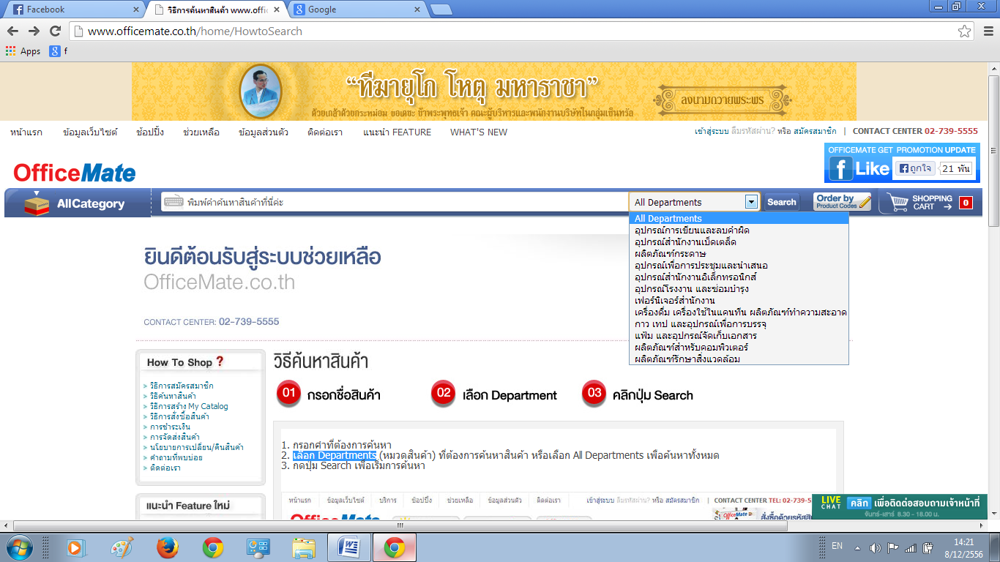 Facebook
วิธีการค้นหาสินค้า www.offic
Google
www.officemate.co.th/home/HowtoSearch
Apps
f
“ทีฆายุโก โหตุ มหาราชา”
ลงนามถวายพระพร
ด้วยเกล้าด้วยกระหม่อม ขอเดชะ ข้าพระพุทธเจ้า คณะผู้บริหารและพนักงานบริษัทในกลุ่มเซ็นทรัล
หน้าแรก ข้อมูลเว็บไซต์ ช้อปปิ้ง ช่วยเหลือ ข้อมูลส่วนตัว ติดต่อเรา แนะนำ FEATURE WHAT'S NEW
เข้าสู่ระบบ ลืมรหัสผ่าน? หรือ สมัครสมาชิก | CONTACT CENTER 02-739-5555
OFFICEMATE GET PROMOTION UPDATE
f Like ถูกใจ 21 พัน
OfficeMate
All Category
พิมพ์คำค้นหาสินค้าที่นี่ค่ะ
All Departments
Search
Order by
Product Codes
SHOPPING
CART
0
All Departments
อุปกรณ์การเขียนและลบคำผิด
อุปกรณ์สำนักงานเบ็ดเตล็ด
ผลิตภัณฑ์กระดาษ
อุปกรณ์เพื่อการประชุมและนำเสนอ
อุปกรณ์สำนักงานอิเล็กทรอนิกส์
อุปกรณ์โรงงาน และซ่อมบำรุง
เฟอร์นิเจอร์สำนักงาน
เครื่องดื่ม เครื่องใช้ในแคนทีน ผลิตภัณฑ์ทำความสะอาด
กาว เทป และอุปกรณ์เพื่อการบรรจุ
แฟ้ม และอุปกรณ์จัดเก็บเอกสาร
ผลิตภัณฑ์สำหรับคอมพิวเตอร์
ผลิตภัณฑ์รักษาสิ่งแวดล้อม
ยินดีต้อนรับสู่ระบบช่วยเหลือ
OfficeMate.co.th
CONTACT CENTER: 02-739-5555
How To Shop ?
» วิธีการสมัครสมาชิก
» วิธีค้นหาสินค้า
» วิธีการสร้าง My Catalog
» วิธีการสั่งซื้อสินค้า
» การชำระเงิน
» การจัดส่งสินค้า
» นโยบายการเปลี่ยน/คืนสินค้า
» คำถามที่พบบ่อย
» ติดต่อเรา
แนะนำ Feature ใหม่
วิธีค้นหาสินค้า
01 กรอกชื่อสินค้า
02 เลือก Department
03 คลิกปุ่ม Search
1. กรอกคำที่ต้องการค้นหา
2. เลือก Departments (หมวดสินค้า) ที่ต้องการค้นหาสินค้า หรือเลือก All Departments เพื่อค้นหาทั้งหมด
3. กดปุ่ม Search เพื่อเริ่มการค้นหา
หน้าแรก ข้อมูลเว็บไซต์ บริการ ช้อปปิ้ง ช่วยเหลือ ข้อมูลส่วนตัว ติดต่อเรา เข้าสู่ระบบ ลืมรหัสผ่าน? หรือ สมัครสมาชิก | CONTACT CENTER TEL: 02-739-5
OfficeMate
OfficeMate
สั่งซื้อด้วยรหัสสิน
LIVE
CHAT
คลิก เพื่อติดต่อสอบถามเจ้าหน้าที่
จันทร์-เสาร์ 8.30 - 18.00 น.
EN
14:21
8/12/2556